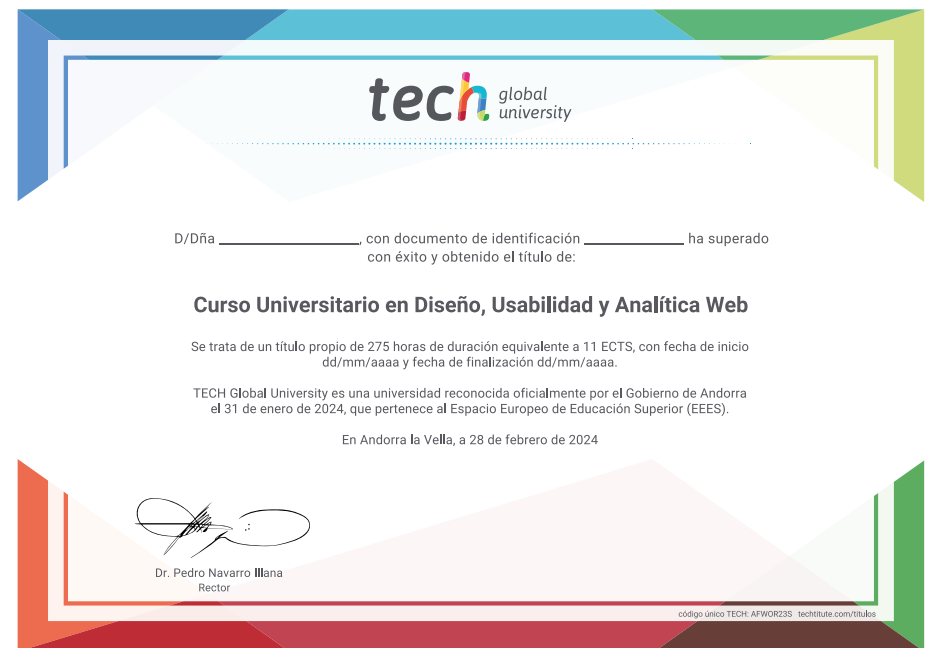 tech global university
D/Dña ______________, con documento de identificación __________ ha superado
con éxito y obtenido el título de:
Curso Universitario en Diseño, Usabilidad y Analítica Web
Se trata de un título propio de 275 horas de duración equivalente a 11 ECTS, con fecha de inicio
dd/mm/aaaa y fecha de finalización dd/mm/aaaa.
TECH Global University es una universidad reconocida oficialmente por el Gobierno de Andorra
el 31 de enero de 2024, que pertenece al Espacio Europeo de Educación Superior (EEES).
En Andorra la Vella, a 28 de febrero de 2024
Dr. Pedro Navarro Illana
Rector
código único TECH: AFWOR23S techtitute.com/titulos